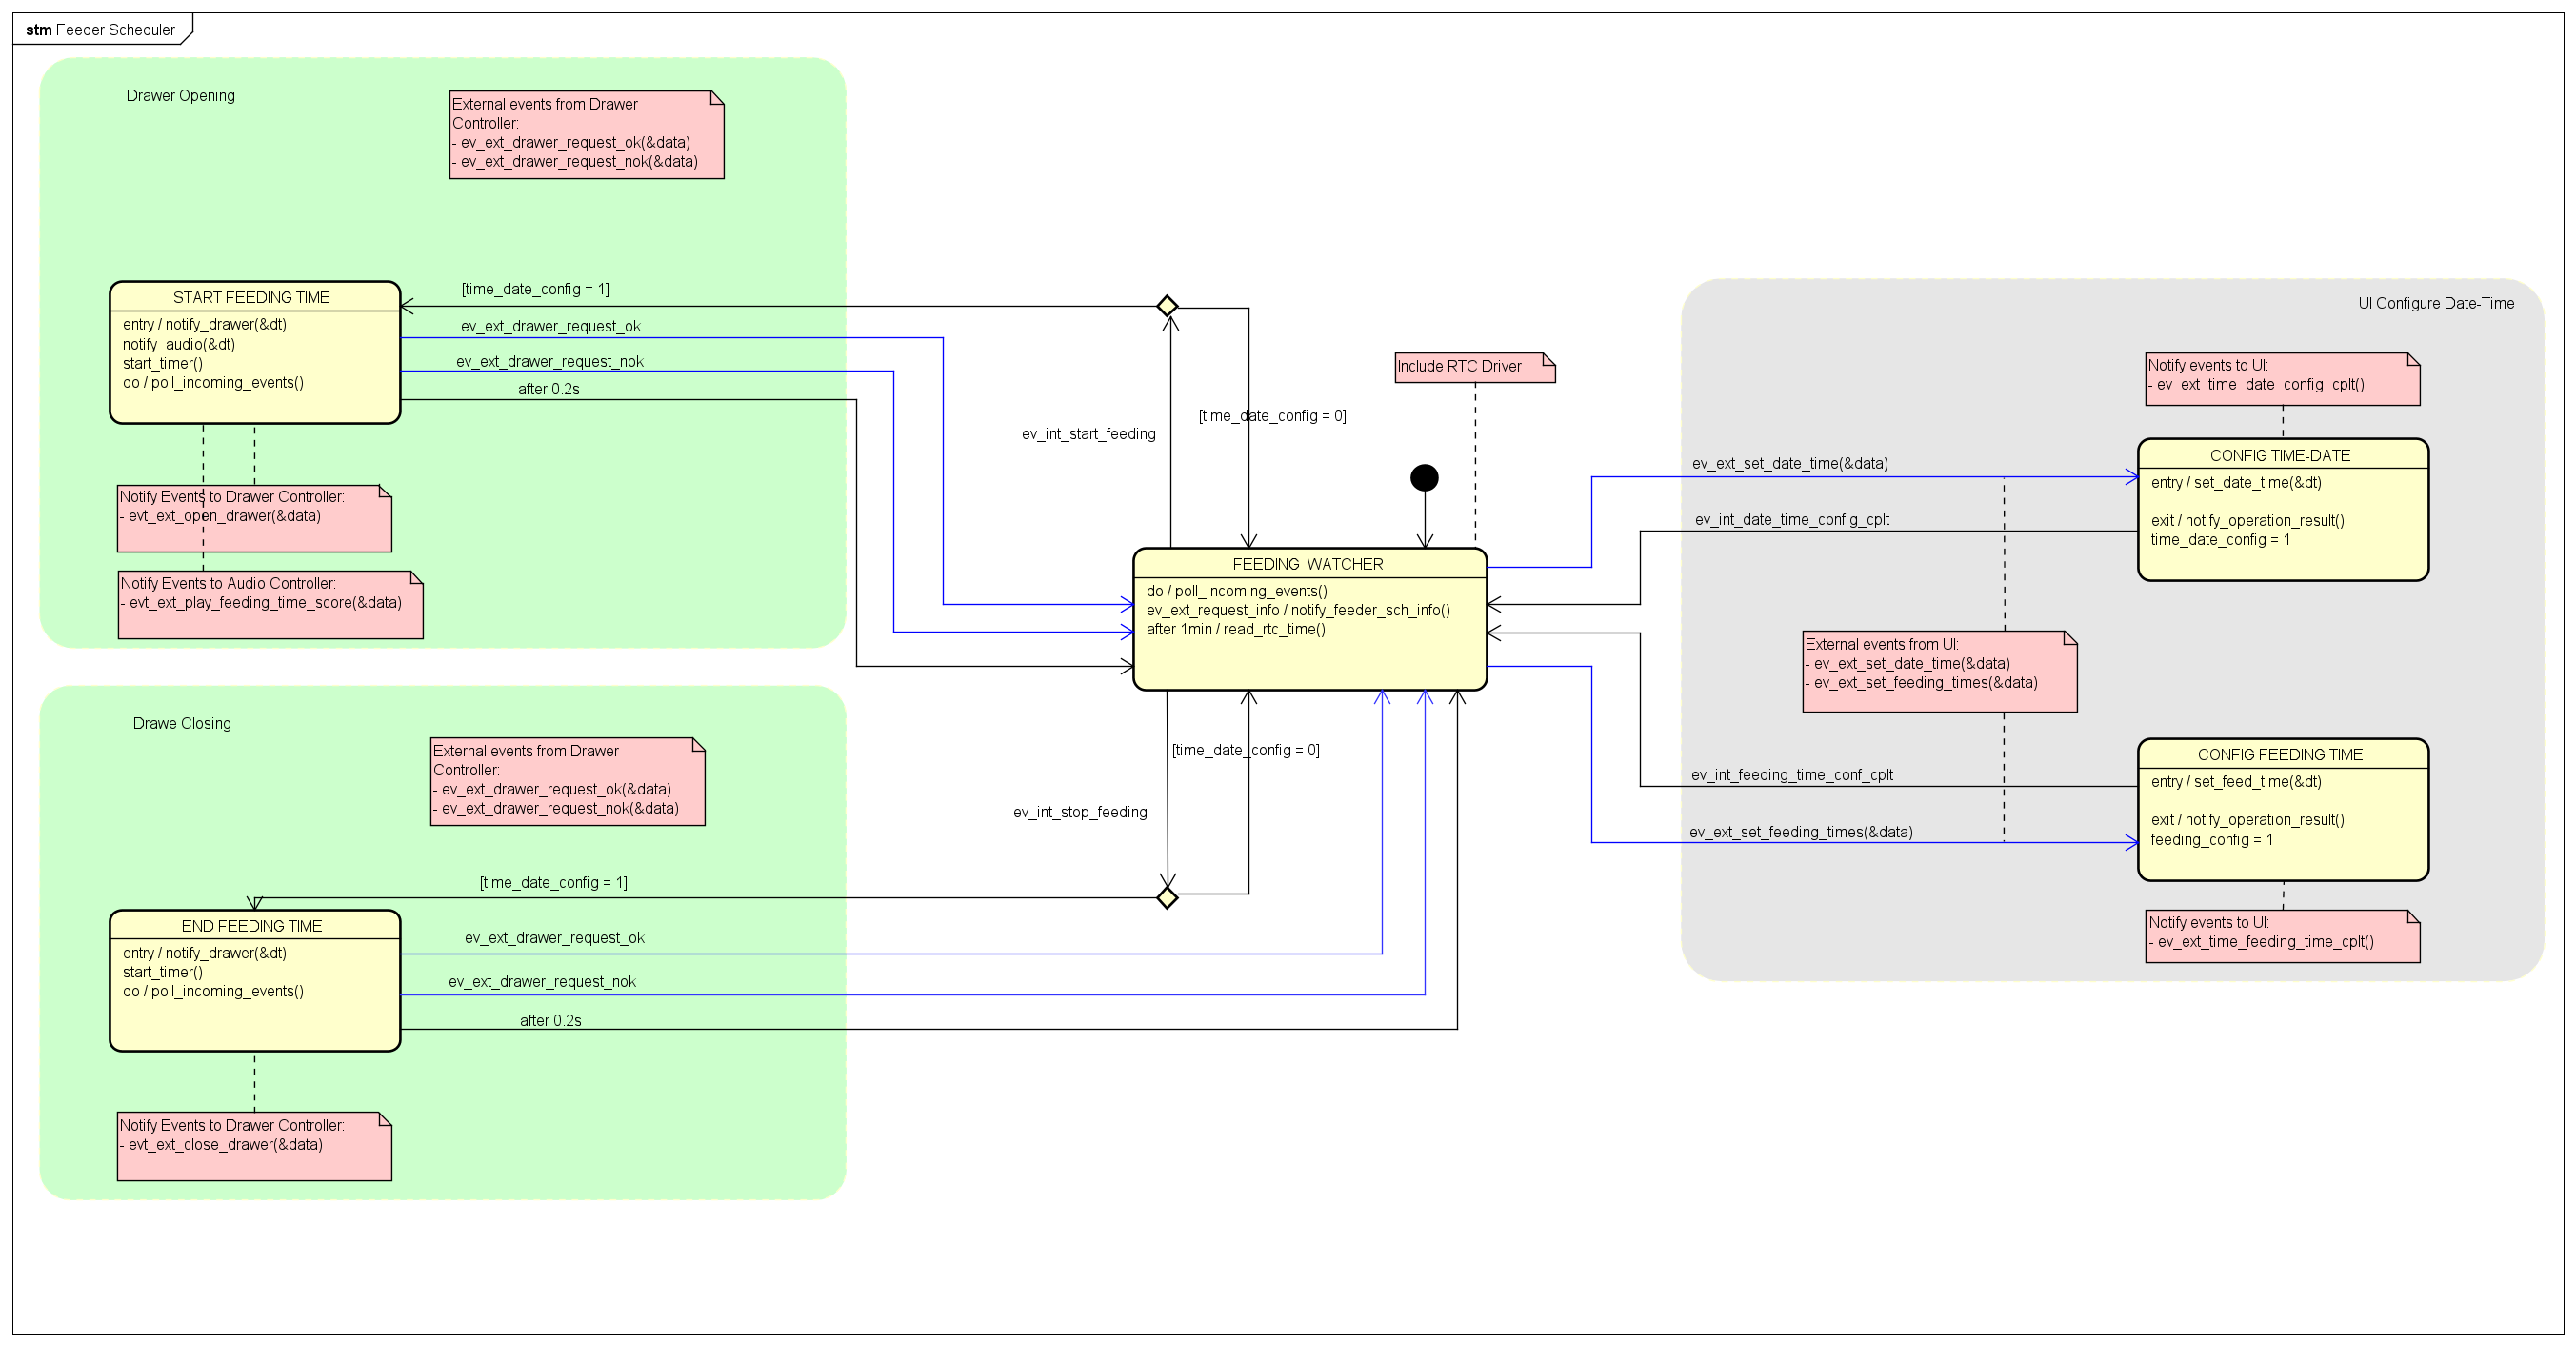 stm Feeder Scheduler
Drawer Opening
External events from Drawer
Controller:
- ev_ext_drawer_request_ok(&data)
- ev_ext_drawer_request_nok(&data)
START FEEDING TIME
entry / notify_drawer(&dt)
notify_audio(&dt)
start_timer()
do / poll_incoming_events()
[time_date_config = 1]
ev_ext_drawer_request_ok
ev_ext_drawer_request_nok
after 0.2s
Notify Events to Drawer Controller:
- evt_ext_open_drawer(&data)
Notify Events to Audio Controller:
- evt_ext_play_feeding_time_score(&data)
ev_int_start_feeding
[time_date_config = 0]
Include RTC Driver
FEEDING  WATCHER
do / poll_incoming_events()
ev_ext_request_info / notify_feeder_sch_info()
after 1min / read_rtc_time()
UI Configure Date-Time
Notify events to UI:
- ev_ext_time_date_config_cplt()
ev_ext_set_date_time(&data)
CONFIG TIME-DATE
entry / set_date_time(&dt)
exit / notify_operation_result()
time_date_config = 1
ev_int_date_time_config_cplt
External events from UI:
- ev_ext_set_date_time(&data)
- ev_ext_set_feeding_times(&data)
ev_int_feeding_time_conf_cplt
ev_ext_set_feeding_times(&data)
CONFIG FEEDING TIME
entry / set_feed_time(&dt)
exit / notify_operation_result()
feeding_config = 1
Notify events to UI:
- ev_ext_time_feeding_time_cplt()
Drawe Closing
External events from Drawer
Controller:
- ev_ext_drawer_request_ok(&data)
- ev_ext_drawer_request_nok(&data)
[time_date_config = 0]
ev_int_stop_feeding
[time_date_config = 1]
END FEEDING TIME
entry / notify_drawer(&dt)
start_timer()
do / poll_incoming_events()
ev_ext_drawer_request_ok
ev_ext_drawer_request_nok
after 0.2s
Notify Events to Drawer Controller:
- evt_ext_close_drawer(&data)